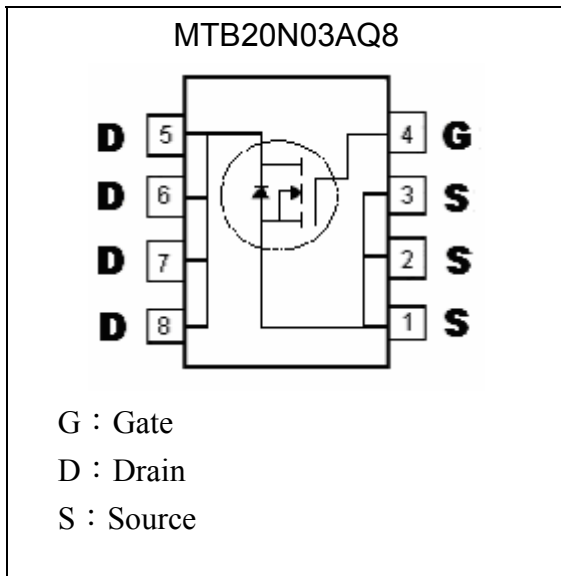 MTB20N03AQ8
D 5 4 G
D 6 3 S
D 7 2 S
D 8 1 S
G：Gate
D：Drain
S：Source